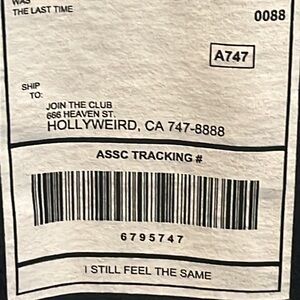 WAS
THE LAST TIME
0088
A747
SHIP
TO:
JOIN THE CLUB
666 HEAVEN ST.
HOLLYWEIRD, CA 747-8888
ASSC TRACKING #
6795747
I STILL FEEL THE SAME